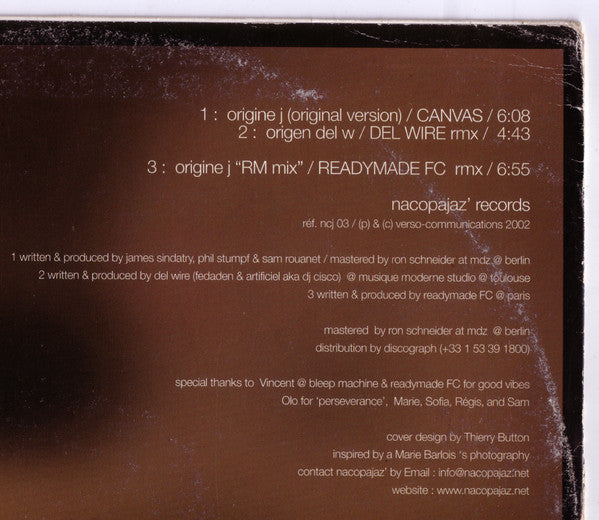 1 : origine j (original version) / CANVAS / 6:08
2 : origen del w / DEL WIRE rmx / 4:43
3 : origine j “RM mix” / READYMADE FC rmx / 6:55
nacopajaz’ records
réf. ncj 03 / (p) & (c) verso-communications 2002
1 written & produced by james sindatry, phil stumpf & sam rouanet / mastered by ron schneider at mdz @ berlin
2 written & produced by del wire (fedaden & artificiel aka dj cisco) @ musique moderne studio @ toulouse
3 written & produced by readymade FC @ paris
mastered by ron schneider at mdz @ berlin
distribution by discograph (+33 1 53 39 1800)
special thanks to Vincent @ bleep machine & readymade FC for good vibes
Olo for ‘perseverance’, Marie, Sofia, Régis, and Sam
cover design by Thierry Button
inspired by a Marie Barlois ‘s photography
contact nacopajaz’ by Email : info@nacopajaz.net
website : www.nacopajaz.net